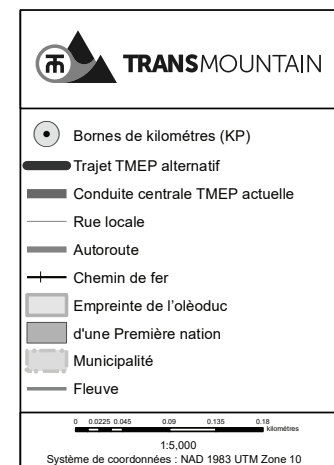 TRANSMOUNTAIN
Bornes de kilométres (KP)
Trajet TMEP alternatif
Conduite centrale TMEP actuelle
Rue locale
Autoroute
Chemin de fer
Empreinte de l'olèoduc
d'une Première nation
Municipalité
Fleuve
0 0.0225 0.045 0.09 0.135 0.18
kilométres
1:5,000
Système de coordonnées : NAD 1983 UTM Zone 10